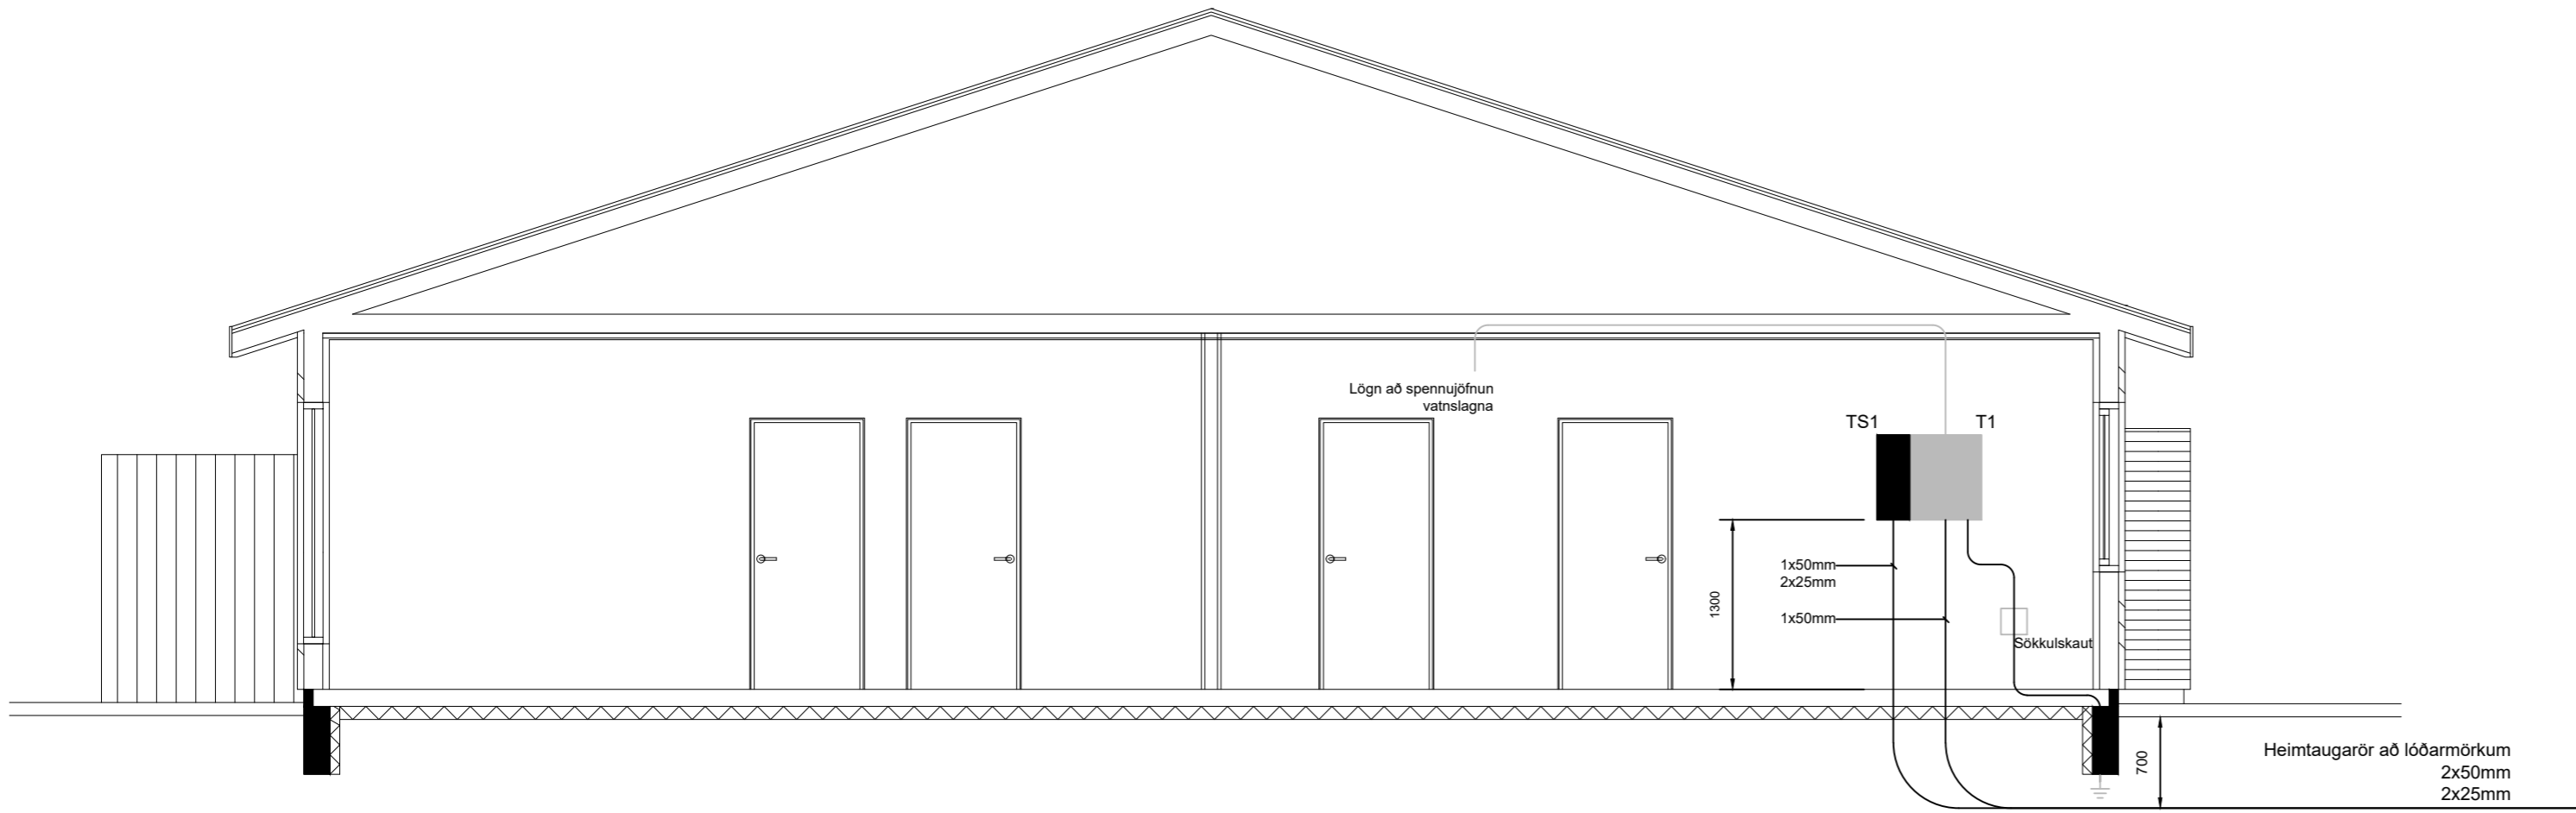 Lögn að spennujöfnun
vatnslagna
TS1
T1
1x50mm
2x25mm
1x50mm
1300
Sökkulskaut
700
Heimtaugarör að lóðarmörkum
2x50mm
2x25mm